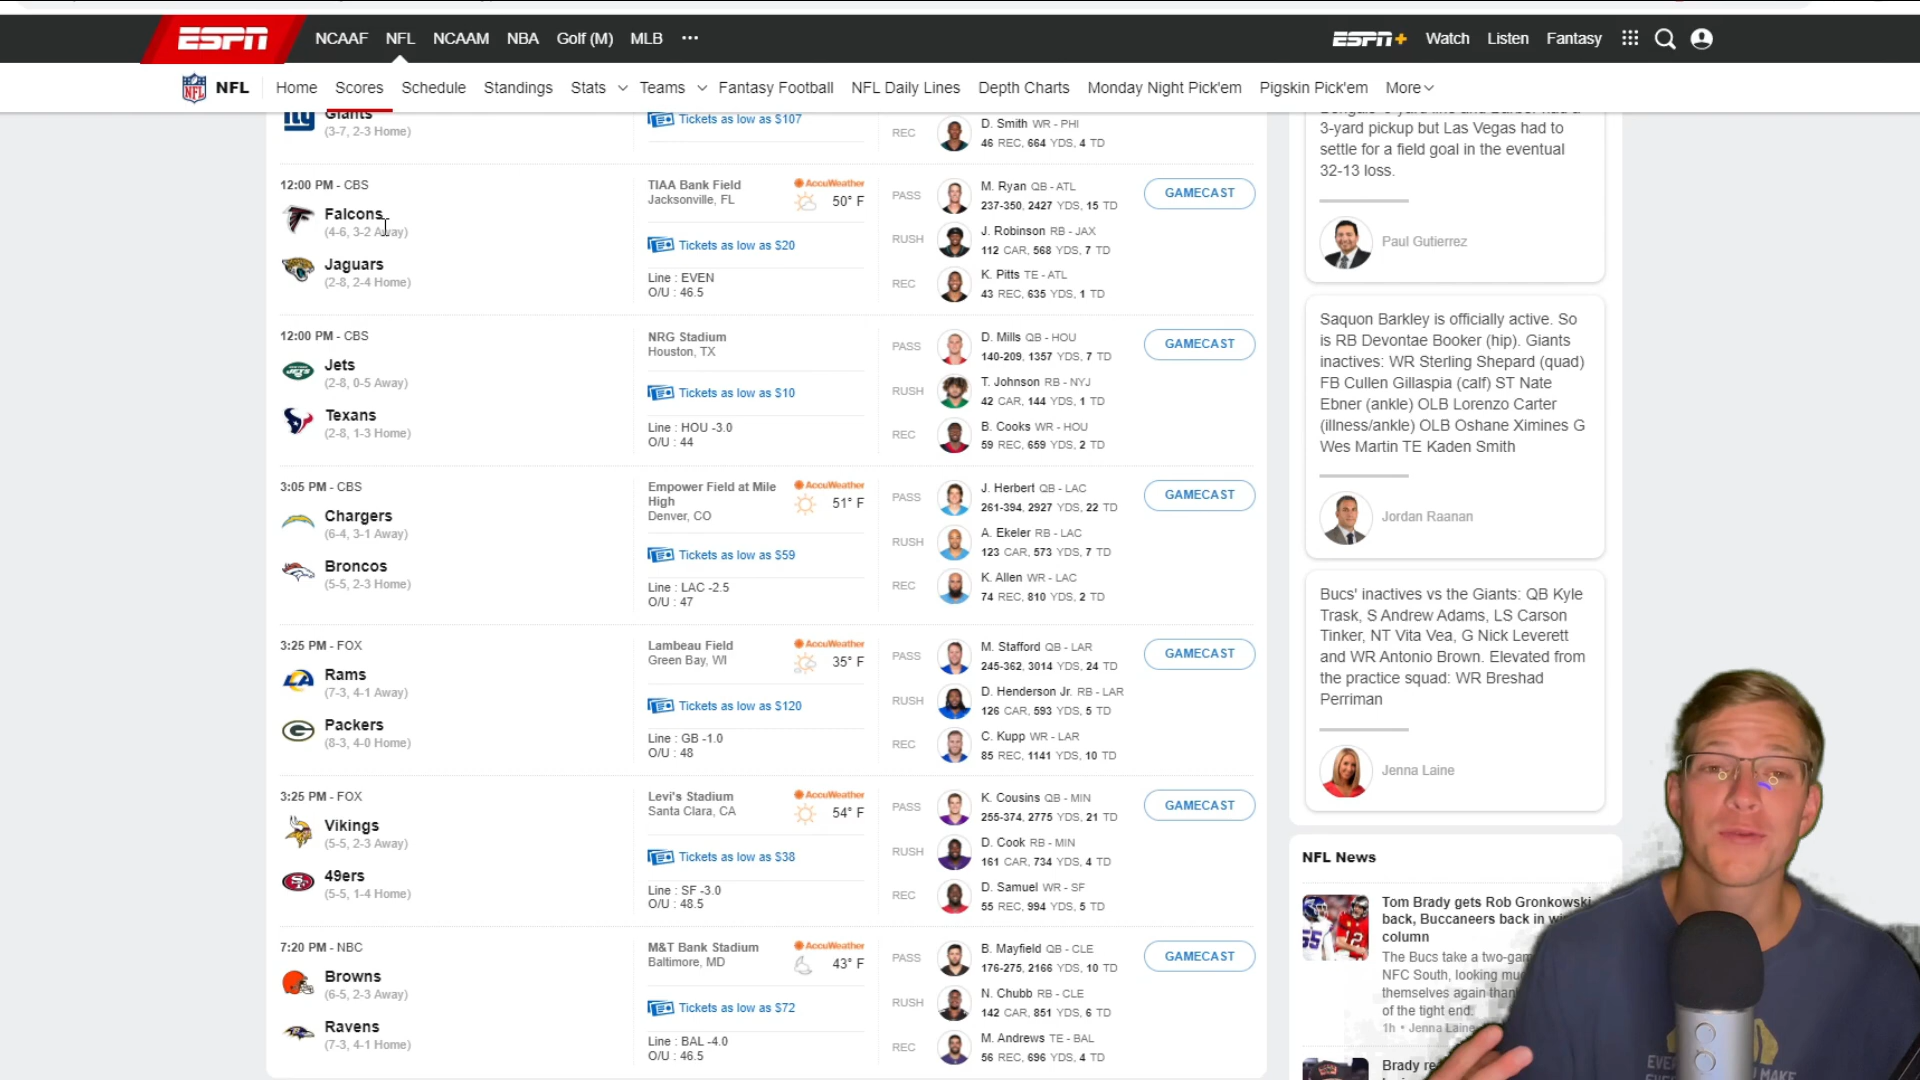 ESPN NCAAF NFL NCAAM NBA Golf (M) MLB ESPN+ Watch Listen Fantasy
NFL NFL Home Scores Schedule Standings Stats Teams Fantasy Football NFL Daily Lines Depth Charts Monday Night Pick'em Pigskin Pick'em More
Giants
(3-7, 2-3 Home)
Tickets as low as $107
REC
D. Smith WR - PHI
46 REC, 664 YDS, 4 TD
12:00 PM - CBS
Falcons
(4-6, 3-2 Away)
Jaguars
(2-8, 2-4 Home)
TIAA Bank Field
Jacksonville, FL
AccuWeather
50° F
Tickets as low as $20
Line : EVEN
O/U : 46.5
PASS
M. Ryan QB - ATL
237-350, 2427 YDS, 15 TD
RUSH
J. Robinson RB - JAX
112 CAR, 568 YDS, 7 TD
REC
K. Pitts TE - ATL
43 REC, 635 YDS, 1 TD
GAMECAST
12:00 PM - CBS
Jets
(2-8, 0-5 Away)
Texans
(2-8, 1-3 Home)
NRG Stadium
Houston, TX
Tickets as low as $10
Line : HOU -3.0
O/U : 44
PASS
D. Mills QB - HOU
140-209, 1357 YDS, 7 TD
RUSH
T. Johnson RB - NYJ
42 CAR, 144 YDS, 1 TD
REC
B. Cooks WR - HOU
59 REC, 659 YDS, 2 TD
GAMECAST
3:05 PM - CBS
Chargers
(6-4, 3-1 Away)
Broncos
(5-5, 2-3 Home)
Empower Field at Mile
High
Denver, CO
AccuWeather
51° F
Tickets as low as $59
Line : LAC -2.5
O/U : 47
PASS
J. Herbert QB - LAC
261-394, 2927 YDS, 22 TD
RUSH
A. Ekeler RB - LAC
123 CAR, 573 YDS, 7 TD
REC
K. Allen WR - LAC
74 REC, 810 YDS, 2 TD
GAMECAST
3:25 PM - FOX
Rams
(7-3, 4-1 Away)
Packers
(8-3, 4-0 Home)
Lambeau Field
Green Bay, WI
AccuWeather
35° F
Tickets as low as $120
Line : GB -1.0
O/U : 48
PASS
M. Stafford QB - LAR
245-362, 3014 YDS, 24 TD
RUSH
D. Henderson Jr. RB - LAR
126 CAR, 593 YDS, 5 TD
REC
C. Kupp WR - LAR
85 REC, 1141 YDS, 10 TD
GAMECAST
3:25 PM - FOX
Vikings
(5-5, 2-3 Away)
49ers
(5-5, 1-4 Home)
Levi's Stadium
Santa Clara, CA
AccuWeather
54° F
Tickets as low as $38
Line : SF -3.0
O/U : 48.5
PASS
K. Cousins QB - MIN
255-374, 2775 YDS, 21 TD
RUSH
D. Cook RB - MIN
161 CAR, 734 YDS, 4 TD
REC
D. Samuel WR - SF
55 REC, 994 YDS, 5 TD
GAMECAST
7:20 PM - NBC
Browns
(6-5, 2-3 Away)
Ravens
(7-3, 4-1 Home)
M&T Bank Stadium
Baltimore, MD
AccuWeather
43° F
Tickets as low as $72
Line : BAL -4.0
O/U : 46.5
PASS
B. Mayfield QB - CLE
176-275, 2166 YDS, 10 TD
RUSH
N. Chubb RB - CLE
142 CAR, 851 YDS, 6 TD
REC
M. Andrews TE - BAL
56 REC, 696 YDS, 4 TD
GAMECAST
3-yard pickup but Las Vegas had to
settle for a field goal in the eventual
32-13 loss.
Paul Gutierrez
Saquon Barkley is officially active. So
is RB Devontae Booker (hip). Giants
inactives: WR Sterling Shepard (quad)
FB Cullen Gillaspia (calf) ST Nate
Ebner (ankle) OLB Lorenzo Carter
(illness/ankle) OLB Oshane Ximines G
Wes Martin TE Kaden Smith
Jordan Raanan
Bucs' inactives vs the Giants: QB Kyle
Trask, S Andrew Adams, LS Carson
Tinker, NT Vita Vea, G Nick Leverett
and WR Antonio Brown. Elevated from
the practice squad: WR Breshad
Perriman
Jenna Laine
NFL News
Tom Brady gets Rob Gronkowski
back, Buccaneers back in
column
The Bucs take a two-
NFC South, looking
themselves again
of the tight end.
1h • Jenna Laine
Brady